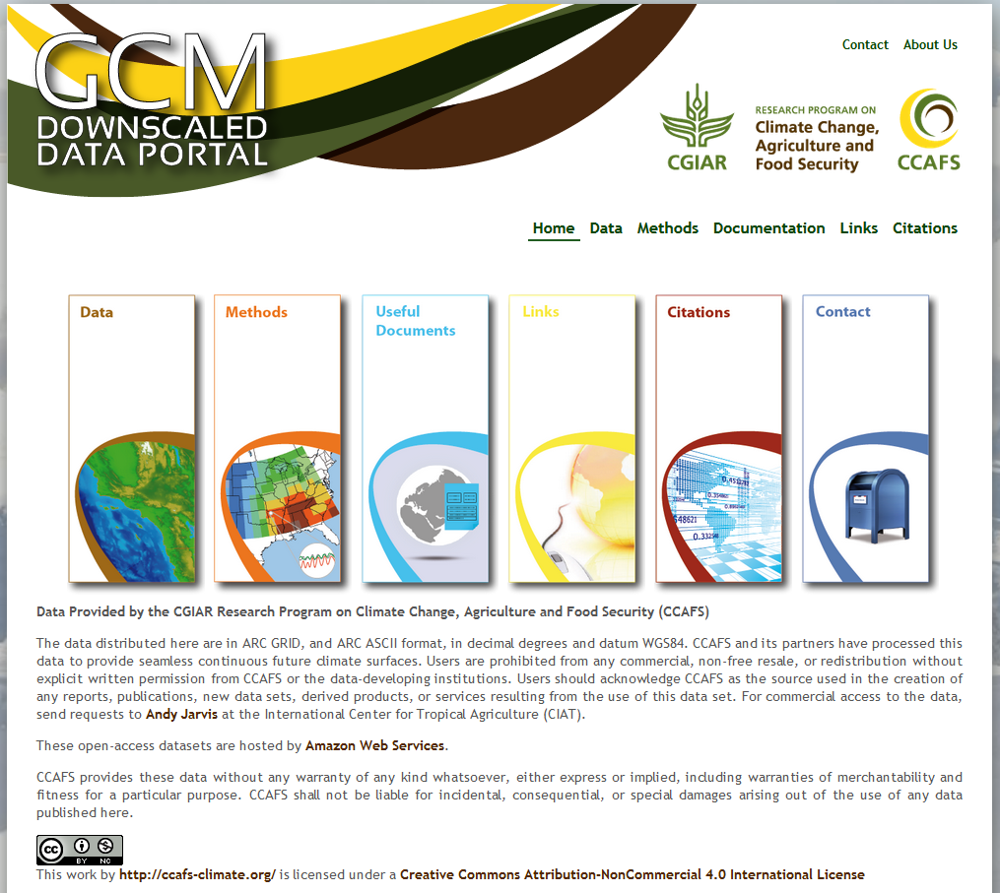 GCM
DOWNSCALED
DATA PORTAL
Contact About Us
CGIAR
RESEARCH PROGRAM ON
Climate Change,
Agriculture and
Food Security
CCAFS
Home Data Methods Documentation Links Citations
Data
Methods
Useful
Documents
Links
Citations
Contact
548621
0.332548
Data Provided by the CGIAR Research Program on Climate Change, Agriculture and Food Security (CCAFS)
The data distributed here are in ARC GRID, and ARC ASCII format, in decimal degrees and datum WGS84. CCAFS and its partners have processed this
data to provide seamless continuous future climate surfaces. Users are prohibited from any commercial, non-free resale, or redistribution without
explicit written permission from CCAFS or the data-developing institutions. Users should acknowledge CCAFS as the source used in the creation of
any reports, publications, new data sets, derived products, or services resulting from the use of this data set. For commercial access to the data,
send requests to Andy Jarvis at the International Center for Tropical Agriculture (CIAT).
These open-access datasets are hosted by Amazon Web Services.
CCAFS provides these data without any warranty of any kind whatsoever, either express or implied, including warranties of merchantability and
fitness for a particular purpose. CCAFS shall not be liable for incidental, consequential, or special damages arising out of the use of any data
published here.
cc BY NC
This work by http://ccafs-climate.org/ is licensed under a Creative Commons Attribution-NonCommercial 4.0 International License